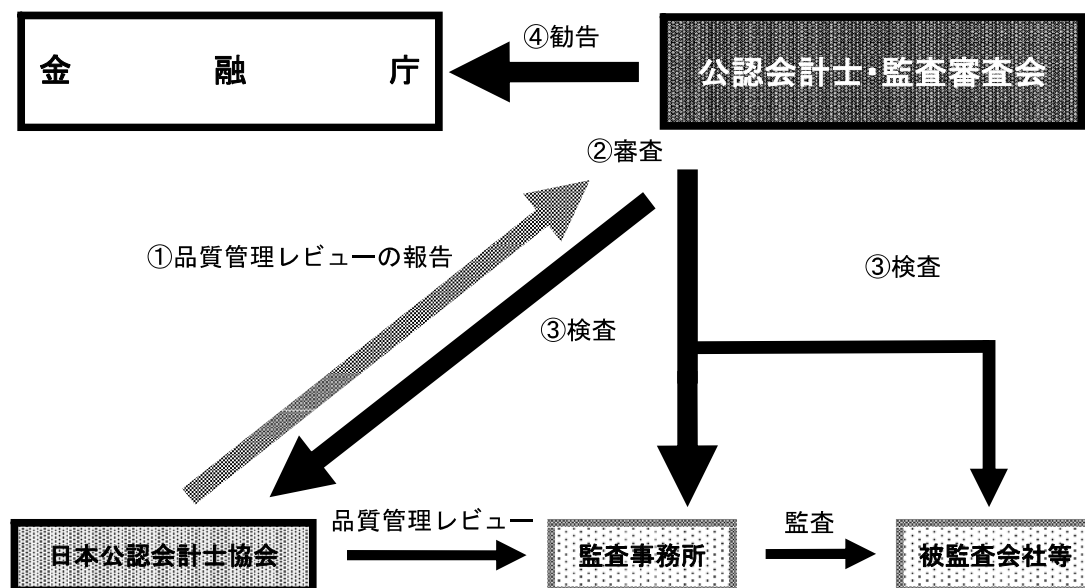 ④勧告
金融庁
公認会計士・監査審査会
②審査
①品質管理レビューの報告
③検査
③検査
品質管理レビュー
監査
日本公認会計士協会
監査事務所
被監査会社等